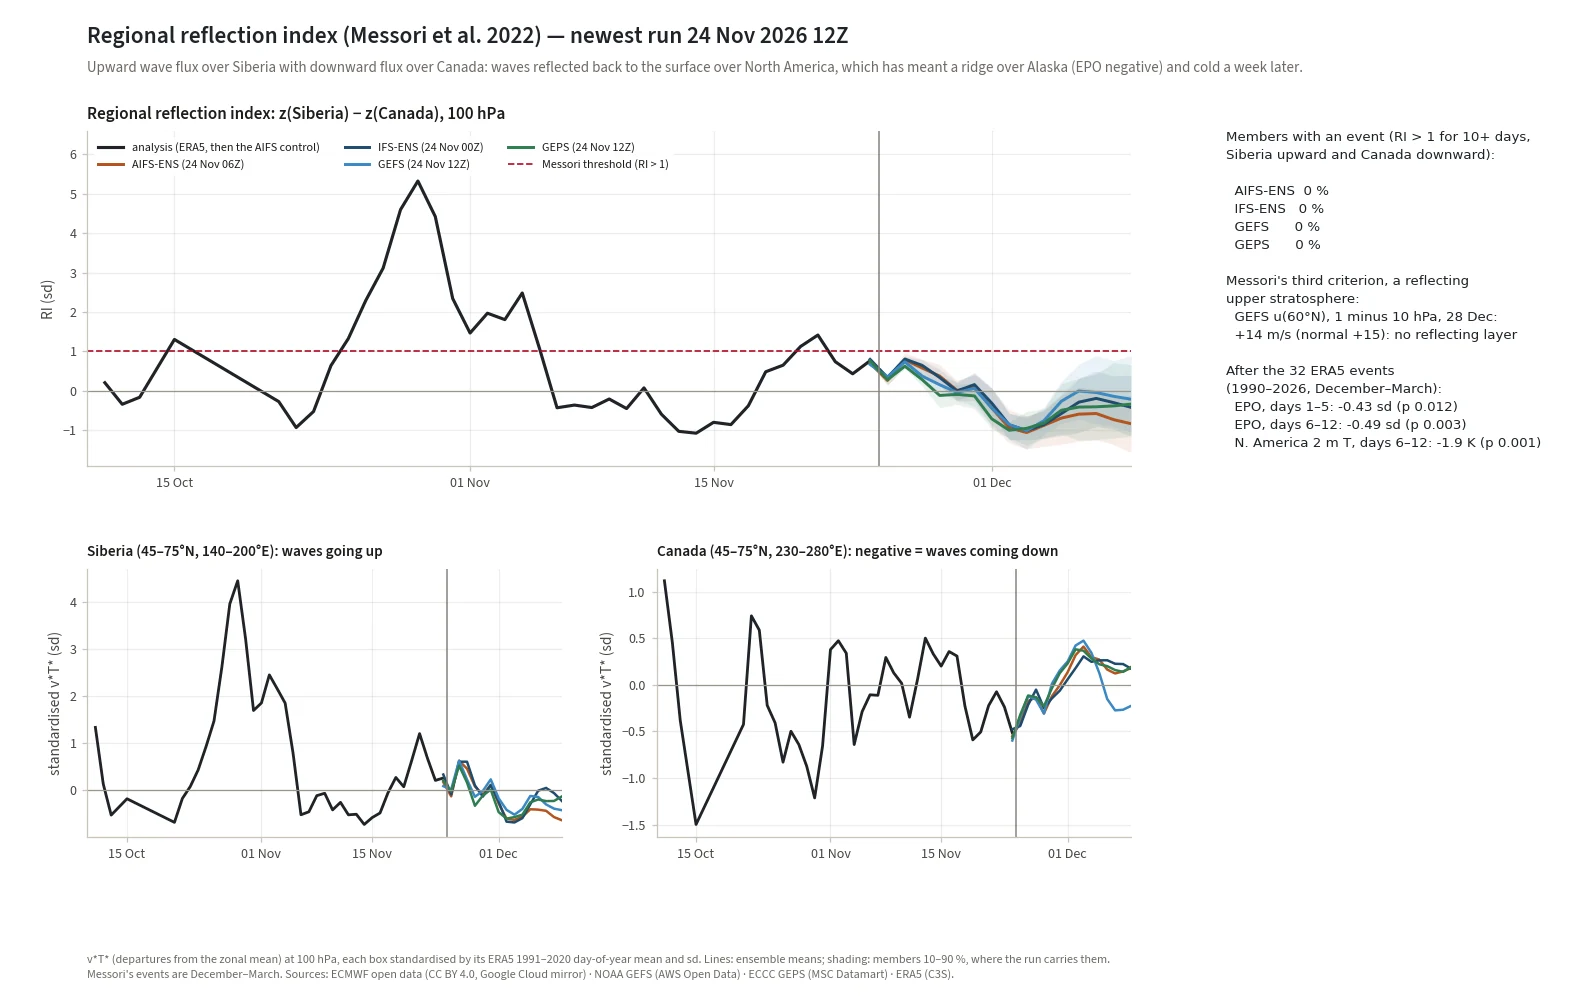 Regional reflection index (Messori et al. 2022) — newest run 24 Nov 2026 12Z
Upward wave flux over Siberia with downward flux over Canada: waves reflected back to the surface over North America, which has meant a ridge over Alaska (EPO negative) and cold a week later.
Regional reflection index: z(Siberia) − z(Canada), 100 hPa
analysis (ERA5, then the AIFS control)
AIFS-ENS (24 Nov 06Z)
IFS-ENS (24 Nov 00Z)
GEFS (24 Nov 12Z)
GEPS (24 Nov 12Z)
Messori threshold (RI > 1)
RI (sd)
6
5
4
3
2
1
0
−1
15 Oct
01 Nov
15 Nov
01 Dec
Members with an event (RI > 1 for 10+ days,
Siberia upward and Canada downward):
AIFS-ENS 0 %
IFS-ENS 0 %
GEFS 0 %
GEPS 0 %
Messori's third criterion, a reflecting
upper stratosphere:
GEFS u(60°N), 1 minus 10 hPa, 28 Dec:
+14 m/s (normal +15): no reflecting layer
After the 32 ERA5 events
(1990–2026, December–March):
EPO, days 1–5: -0.43 sd (p 0.012)
EPO, days 6–12: -0.49 sd (p 0.003)
N. America 2 m T, days 6–12: -1.9 K (p 0.001)
Siberia (45–75°N, 140–200°E): waves going up
standardised v*T* (sd)
4
3
2
1
0
15 Oct
01 Nov
15 Nov
01 Dec
Canada (45–75°N, 230–280°E): negative = waves coming down
standardised v*T* (sd)
1.0
0.5
0.0
−0.5
−1.0
−1.5
15 Oct
01 Nov
15 Nov
01 Dec
v*T* (departures from the zonal mean) at 100 hPa, each box standardised by its ERA5 1991–2020 day-of-year mean and sd. Lines: ensemble means; shading: members 10–90 %, where the run carries them.
Messori's events are December–March. Sources: ECMWF open data (CC BY 4.0, Google Cloud mirror) · NOAA GEFS (AWS Open Data) · ECCC GEPS (MSC Datamart) · ERA5 (C3S).